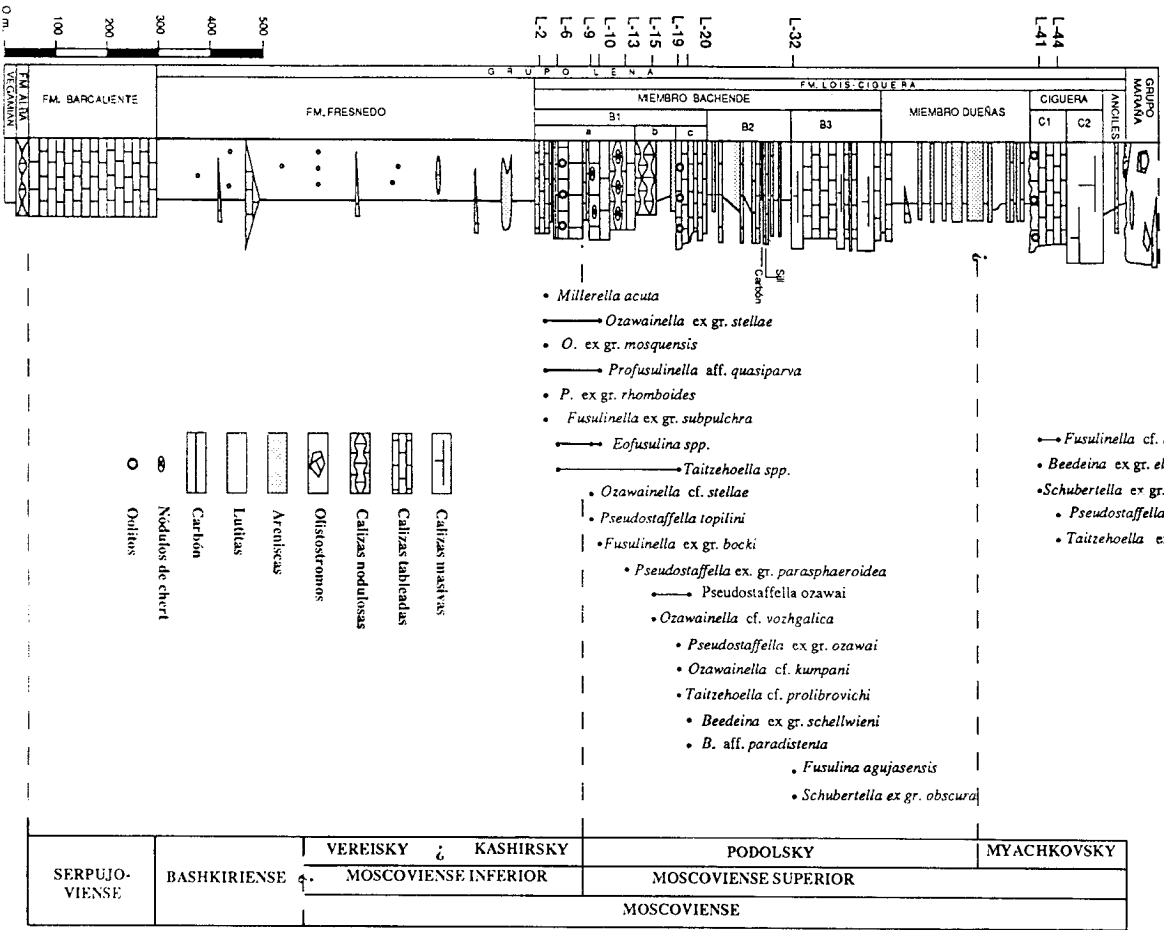 0 m.
100
200
300
400
500
L-2
L-6
L-9
L-10
L-13
L-15
L-19
L-20
L-32
L-41
L-44
GRUPO LENA
FM. LOIS-CIGUERA
GRUPO MARAÑA
VEGAMIAN
FM. ALBA
FM. BARCALIENTE
FM. FRESNEDO
MIEMBRO BACHENDE
MIEMBRO DUEÑAS
CIGUERA
ANCILES
B1
B2
B3
C1
C2
a
b
c
Sill
Carbón
¿
Millerella acuta
Ozawainella ex gr. stellae
O. ex gr. mosquensis
Profusulinella aff. quasiparva
P. ex gr. rhomboides
Fusulinella ex gr. subpulchra
Eofusulina spp.
Taitzehoella spp.
Ozawainella cf. stellae
Pseudostaffella topilini
Fusulinella ex gr. bocki
Pseudostaffella ex. gr. parasphaeroidea
Pseudostaffella ozawai
Ozawainella cf. vozhgalica
Pseudostaffella ex gr. ozawai
Ozawainella cf. kumpani
Taitzehoella cf. prolibrovichi
Beedeina ex gr. schellwieni
B. aff. paradistenta
Fusulina agujasensis
Schubertella ex gr. obscura
Fusulinella cf.
Beedeina ex gr. el
Schubertella ex gr.
Pseudostaffella
Taitzehoella e
Oolitos
Nódulos de chert
Carbón
Lutitas
Areniscas
Olistostromos
Calizas nodulosas
Calizas tableadas
Calizas masivas
SERPUJO-
VIENSE
BASHKIRIENSE
¿
VEREISKY ¿ KASHIRSKY
PODOLSKY
MYACHKOVSKY
MOSCOVIENSE INFERIOR
MOSCOVIENSE SUPERIOR
MOSCOVIENSE